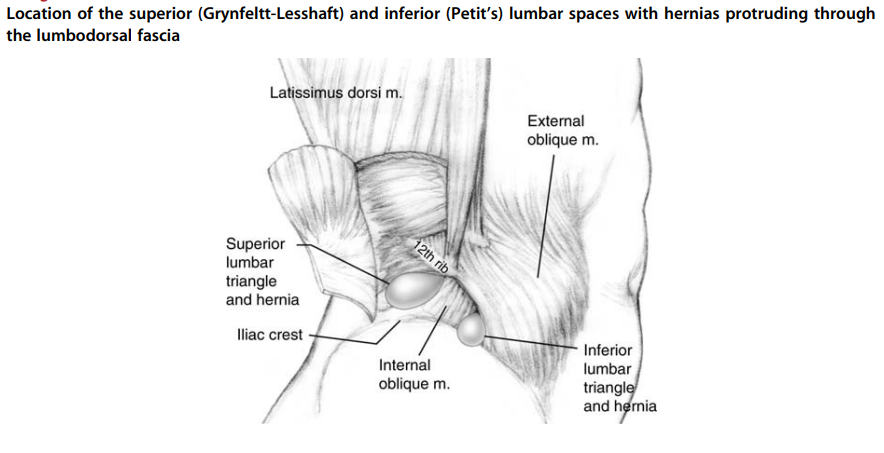 Location of the superior (Grynfeltt-Lesshaft) and inferior (Petit’s) lumbar spaces with hernias protruding through
the lumbodorsal fascia
Latissimus dorsi m.
External
oblique m.
12th rib
Superior
lumbar
triangle
and hernia
Iliac crest
Internal
oblique m.
Inferior
lumbar
triangle
and hernia